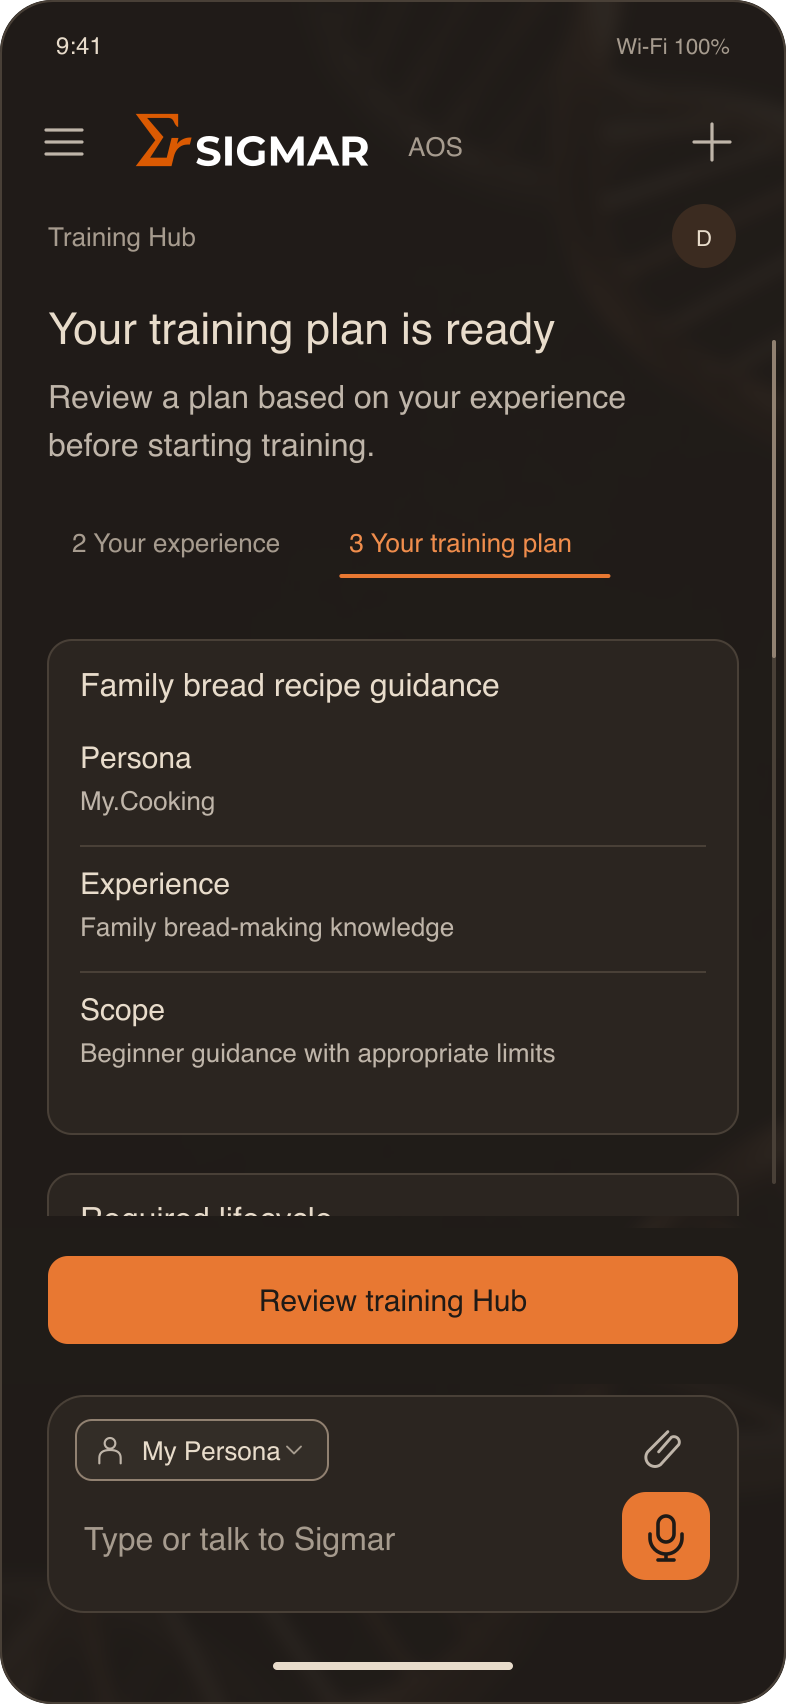 9:41
Wi-Fi 100%
Σr SIGMAR AOS
Training Hub
D
Your training plan is ready
Review a plan based on your experience
before starting training.
2 Your experience
3 Your training plan
Family bread recipe guidance
Persona
My.Cooking
Experience
Family bread-making knowledge
Scope
Beginner guidance with appropriate limits
Required lifecycle
Review training Hub
My Persona
Type or talk to Sigmar